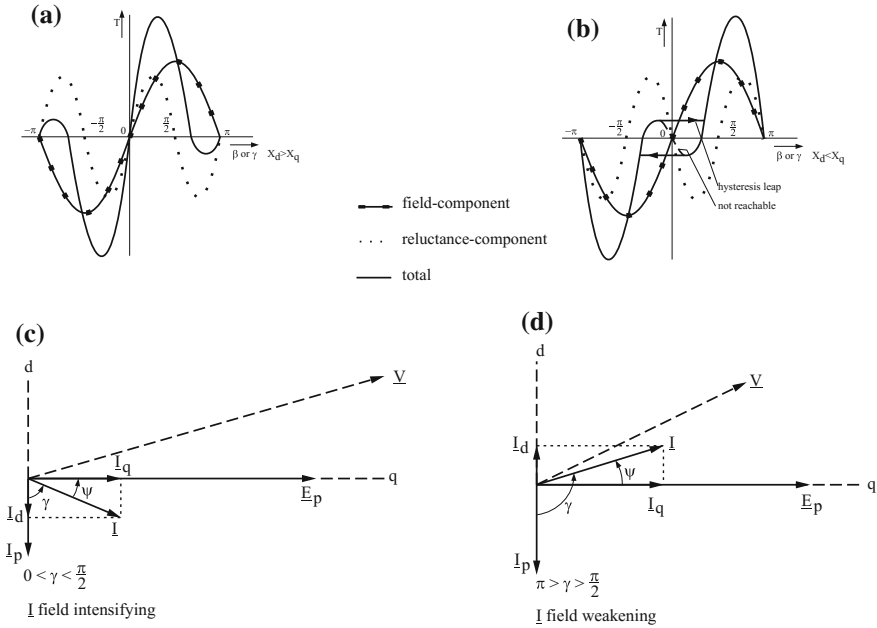 (a)
T
−π
−π/2
0
π/2
π
β or γ
X_d>X_q
(b)
T
−π
−π/2
0
π/2
π
β or γ
X_d<X_q
hysteresis leap
not reachable
field-component
reluctance-component
total
(c)
d
V
I_q
q
E_p
ψ
γ
I_d
I
I_p
0 < γ < π/2
I field intensifying
(d)
d
V
I_d
I
ψ
q
γ
I_q
E_p
I_p
π > γ > π/2
I field weakening